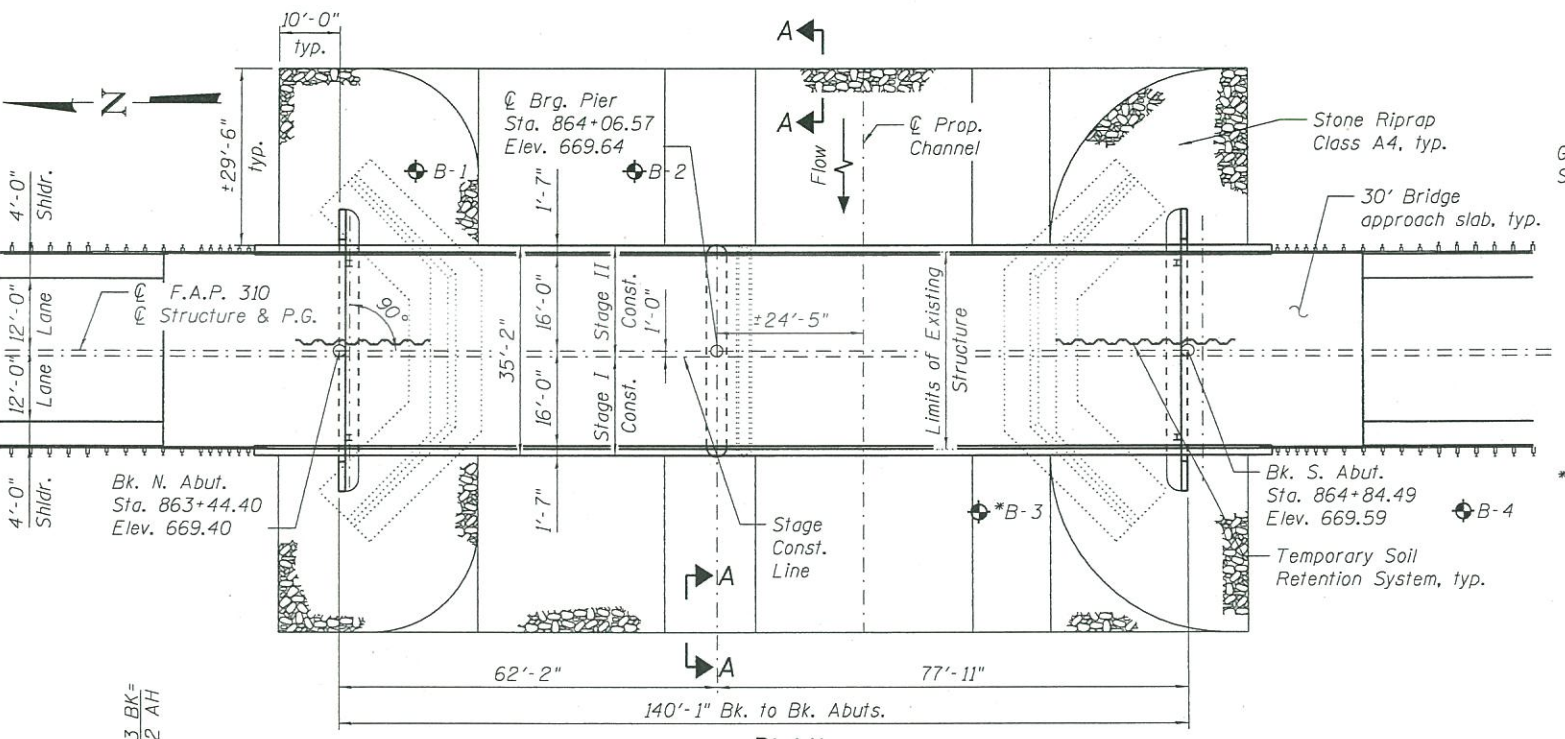 10'-0"
typ.
A
A
N
±29'-6"
typ.
℄ Brg. Pier
Sta. 864+06.57
Elev. 669.64
℄ Prop.
Channel
Flow
Stone Riprap
Class A4, typ.
G
S
B-1
B-2
1'-7"
4'-0"
Shldr.
30' Bridge
approach slab, typ.
℄ F.A.P. 310
℄ Structure & P.G.
90°
12'-0"
Lane
12'-0"
Lane
35'-2"
16'-0"
Stage II
Const.
1'-0"
±24'-5"
16'-0"
Stage I
Const.
Limits of Existing
Structure
4'-0"
Shldr.
Bk. N. Abut.
Sta. 863+44.40
Elev. 669.40
1'-7"
Stage
Const.
Line
*B-3
Bk. S. Abut.
Sta. 864+84.49
Elev. 669.59
B-4
*
Temporary Soil
Retention System, typ.
A
A
62'-2"
77'-11"
140'-1" Bk. to Bk. Abuts.
3 BK=
2 AH